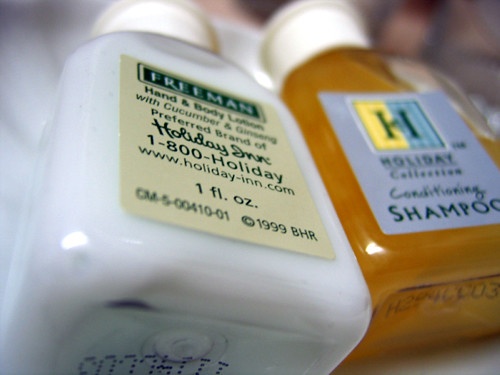 FREEMAN
Hand & Body Lotion
with Cucumber & Ginseng
Preferred Brand of
Holiday Inn
1-800-Holiday
www.holiday-inn.com
1 fl. oz.
CM-5-00410-01 ©1999 BHR
H TM
HOLIDAY
Collection
Conditioning
SHAMPOO